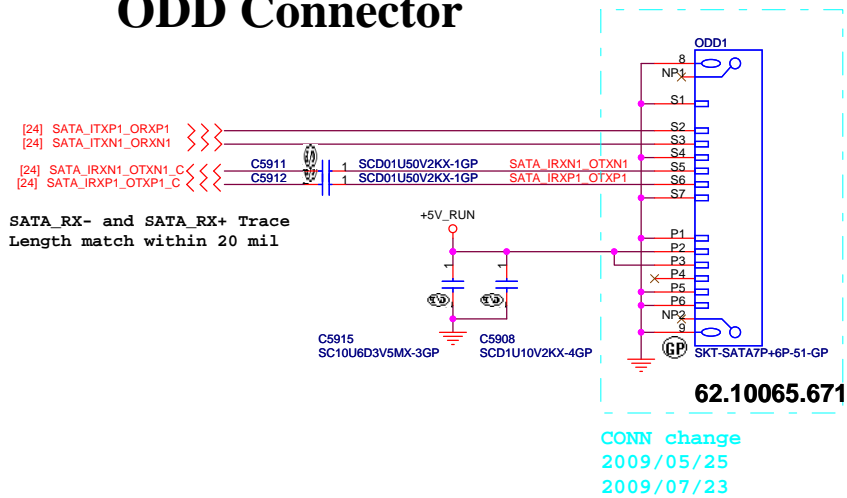 ODD Connector
ODD1
8
NP1
S1
[24] SATA_ITXP1_ORXP1
S2
[24] SATA_ITXN1_ORXN1
S3
S4
[24] SATA_IRXN1_OTXN1_C
C5911
1
SCD01U50V2KX-1GP
SATA_IRXN1_OTXN1
S5
[24] SATA_IRXP1_OTXP1_C
C5912
1
SCD01U50V2KX-1GP
SATA_IRXP1_OTXP1
S6
S7
SATA_RX- and SATA_RX+ Trace
Length match within 20 mil
+5V_RUN
P1
P2
P3
P4
P5
P6
NP2
9
1
1
C5915
SC10U6D3V5MX-3GP
C5908
SCD1U10V2KX-4GP
GP
SKT-SATA7P+6P-51-GP
62.10065.671
CONN change
2009/05/25
2009/07/23